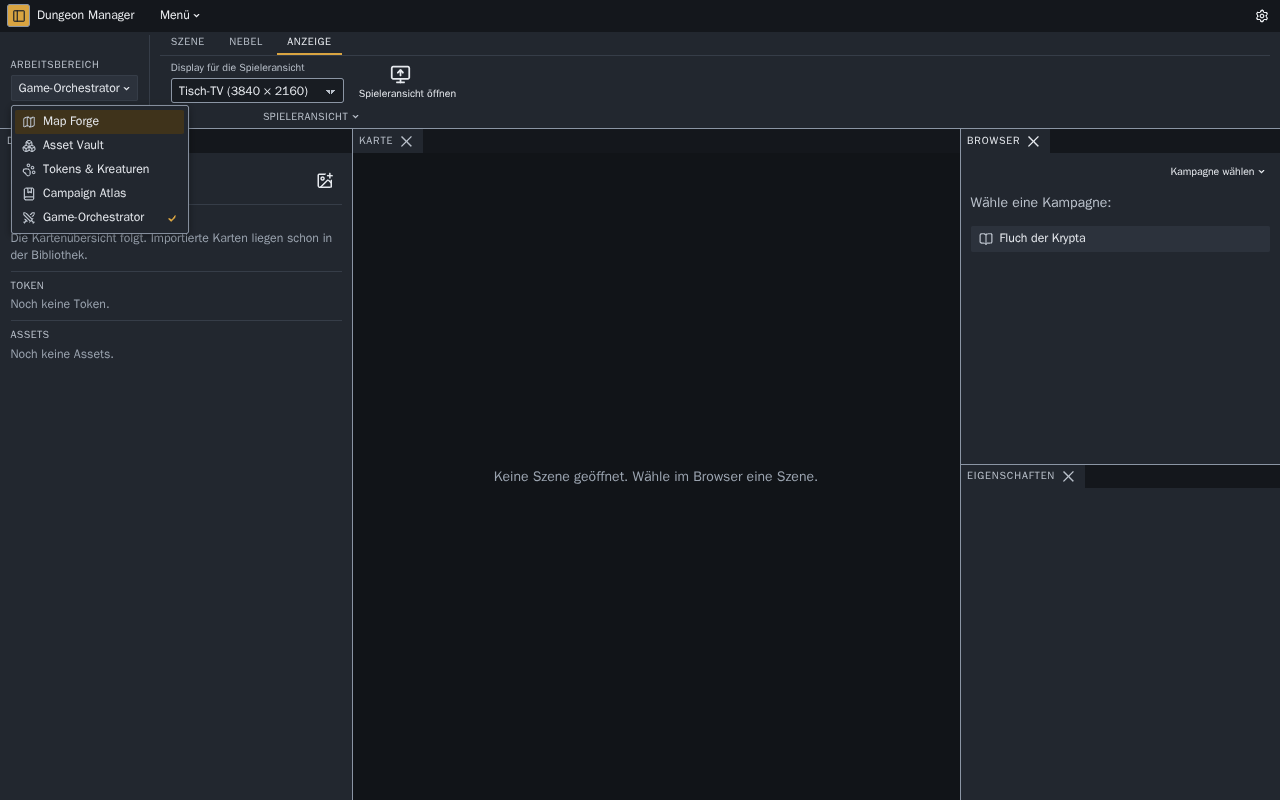 Dungeon Manager
Menü
SZENE
NEBEL
ANZEIGE
ARBEITSBEREICH
Game-Orchestrator
Display für die Spieleransicht
Tisch-TV (3840 × 2160)
Spieleransicht öffnen
SPIELERANSICHT
Map Forge
Asset Vault
Tokens & Kreaturen
Campaign Atlas
Game-Orchestrator
Die Kartenübersicht folgt. Importierte Karten liegen schon in
der Bibliothek.
TOKEN
Noch keine Token.
ASSETS
Noch keine Assets.
KARTE
Keine Szene geöffnet. Wähle im Browser eine Szene.
BROWSER
Kampagne wählen
Wähle eine Kampagne:
Fluch der Krypta
EIGENSCHAFTEN